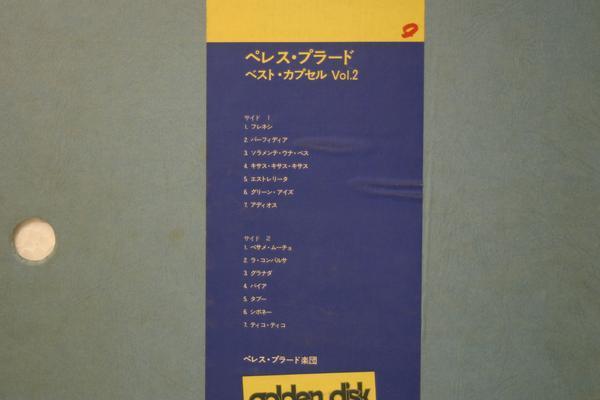 ペレス・プラード
ベスト・カプセル Vol.2
サイド 1
1. フレネシ
2. パーフィディア
3. ソラメンテ・ウナ・ベス
4. キサス・キサス・キサス
5. エストレリータ
6. グリーン・アイズ
7. アディオス
サイド 2
1. ベサメ・ムーチョ
2. ラ・コンパルサ
3. グラナダ
4. バイア
5. タブー
6. シボネー
7. ティコ・ティコ
ペレス・プラード楽団
golden disk